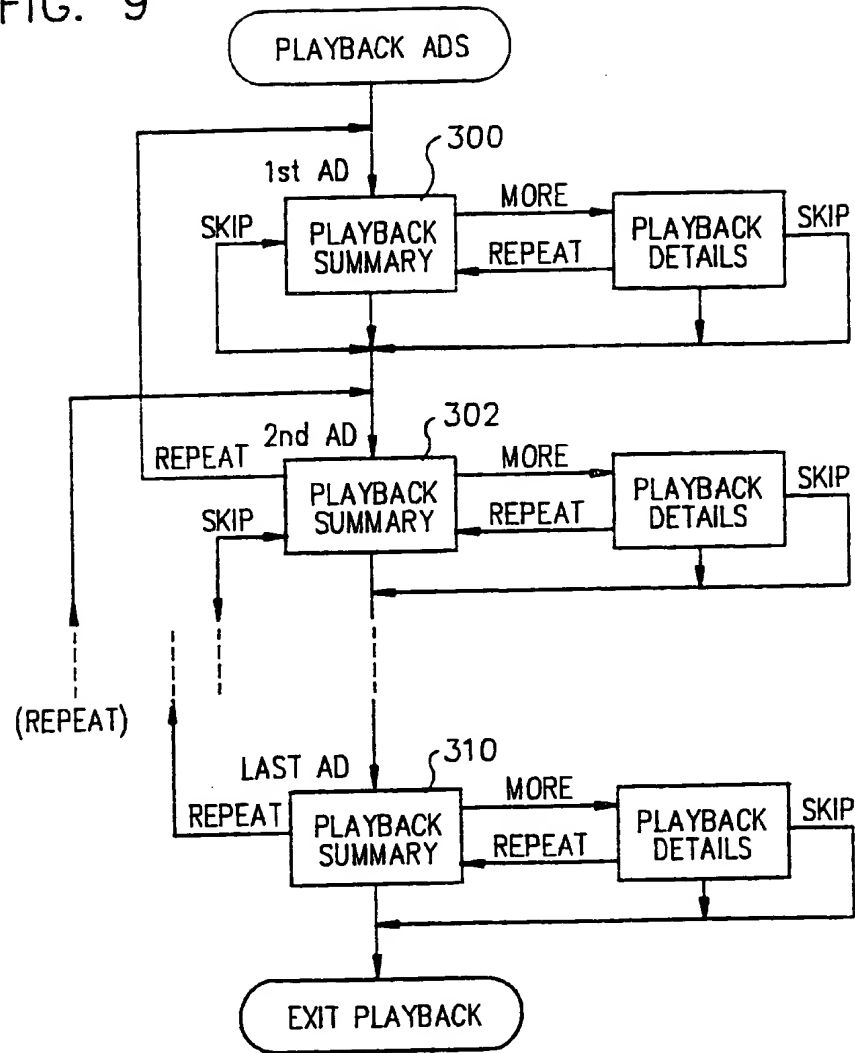 FIG. 9
PLAYBACK ADS
300
1st AD
MORE
SKIP
PLAYBACK
SUMMARY
REPEAT
PLAYBACK
DETAILS
SKIP
302
2nd AD
REPEAT
MORE
SKIP
PLAYBACK
SUMMARY
REPEAT
PLAYBACK
DETAILS
SKIP
(REPEAT)
310
LAST AD
REPEAT
MORE
PLAYBACK
SUMMARY
REPEAT
PLAYBACK
DETAILS
SKIP
EXIT PLAYBACK